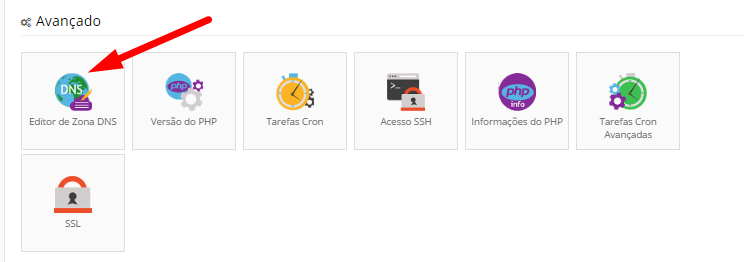 Avançado
DNS
php
php
info
Editor de Zona DNS
Versão do PHP
Tarefas Cron
Acesso SSH
Informações do PHP
Tarefas Cron
Avançadas
SSL